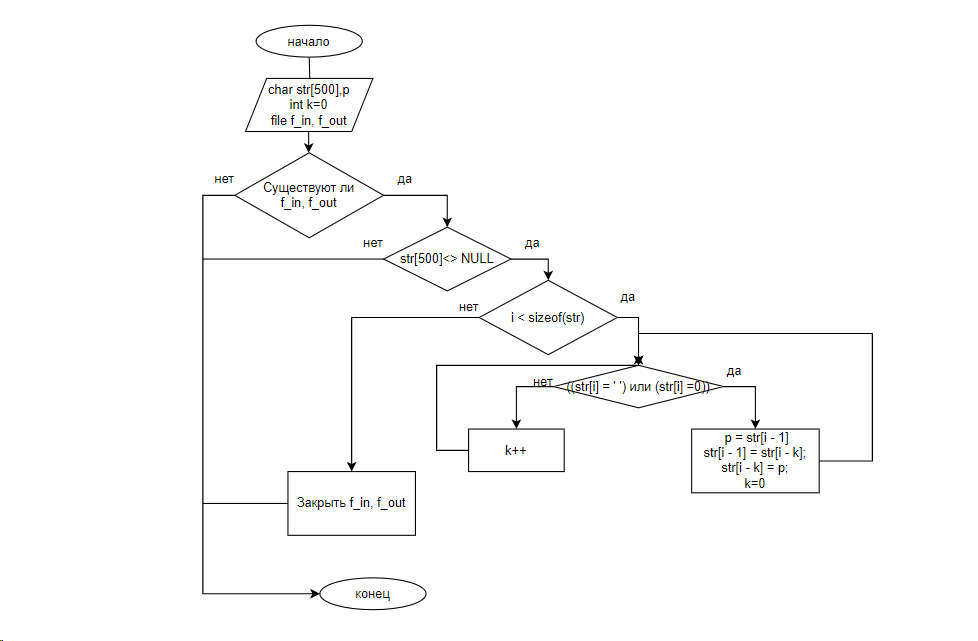 начало
char str[500],p
int k=0
file f_in, f_out
нет
да
Существуют ли
f_in, f_out
нет
да
str[500]<> NULL
нет
да
i < sizeof(str)
нет
да
((str[i] = ' ') или (str[i] =0))
k++
p = str[i - 1]
str[i - 1] = str[i - k];
str[i - k] = p;
k=0
Закрыть f_in, f_out
конец